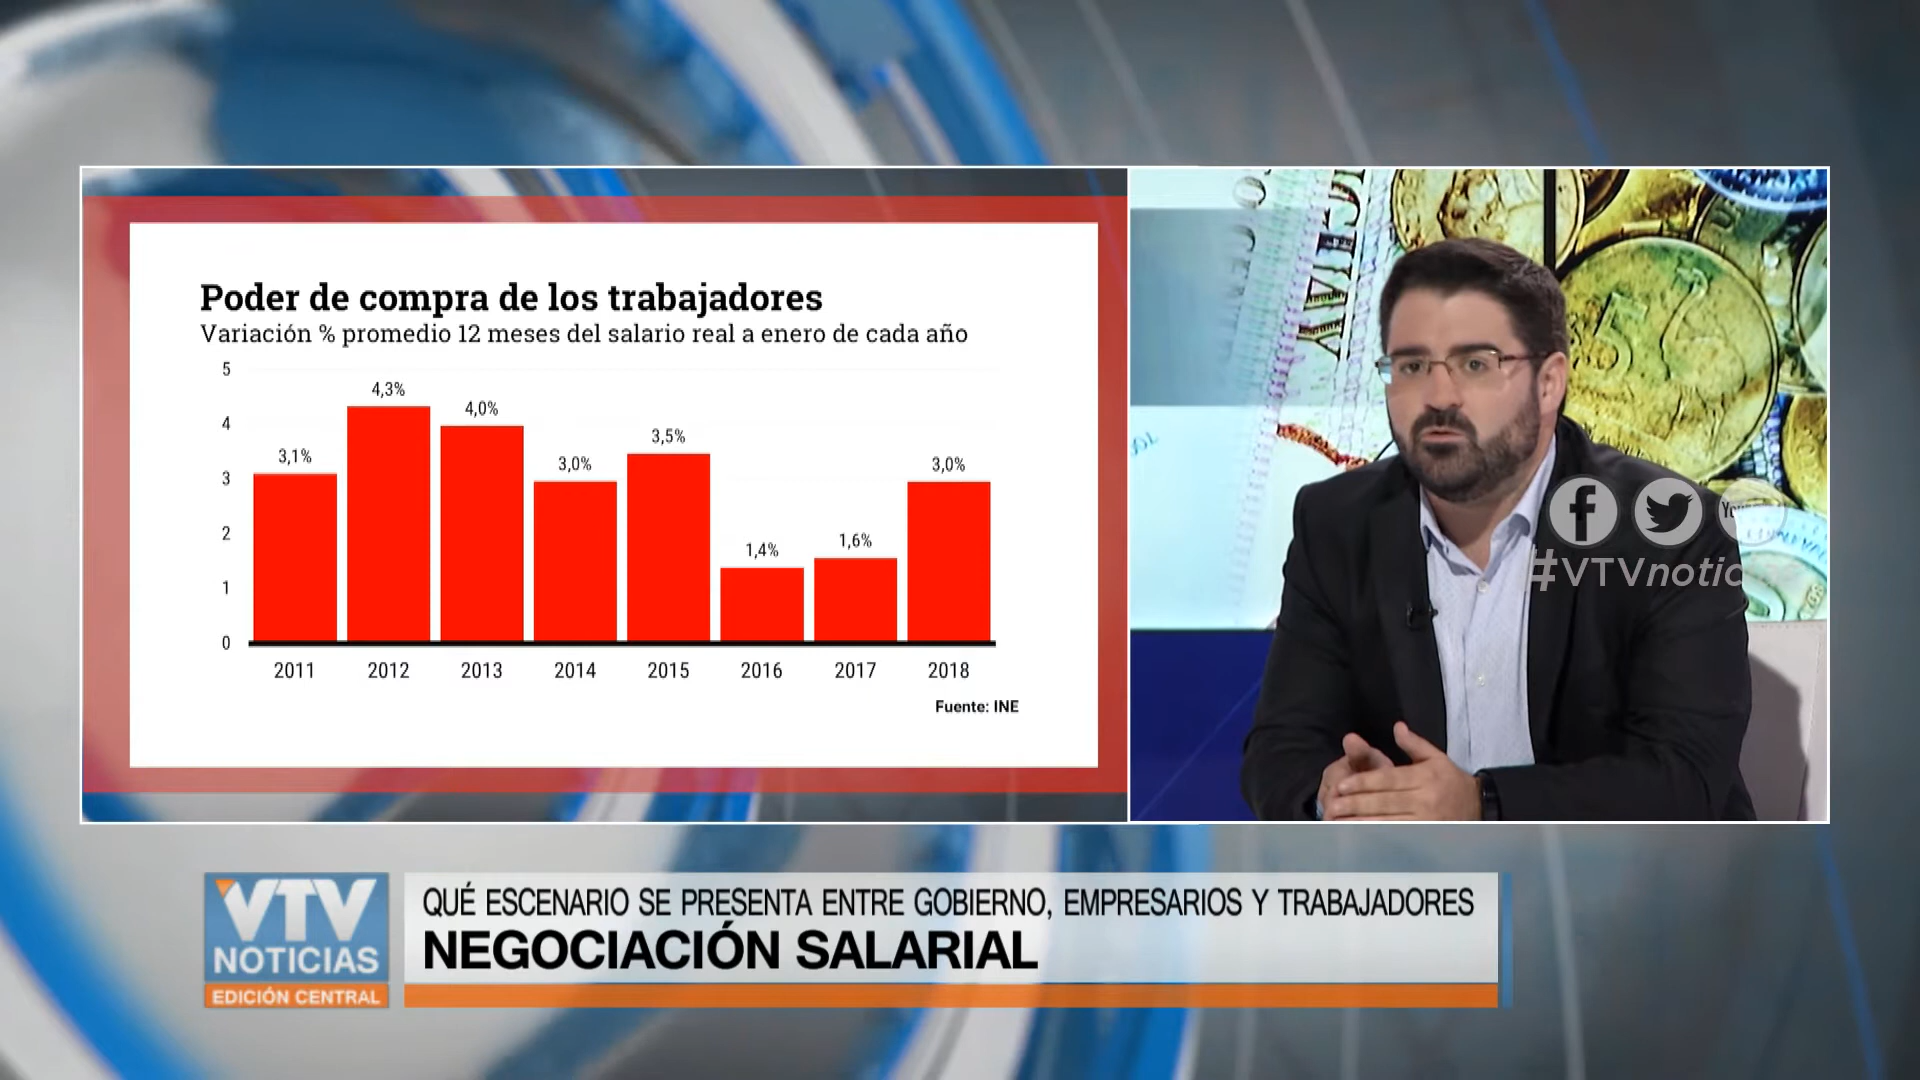 Poder de compra de los trabajadores
Variación % promedio 12 meses del salario real a enero de cada año
5
4
3
2
1
0
3,1%
4,3%
4,0%
3,0%
3,5%
1,4%
1,6%
3,0%
2011 2012 2013 2014 2015 2016 2017 2018
Fuente: INE
#VTVnotic
VTV
NOTICIAS
EDICIÓN CENTRAL
QUÉ ESCENARIO SE PRESENTA ENTRE GOBIERNO, EMPRESARIOS Y TRABAJADORES
NEGOCIACIÓN SALARIAL